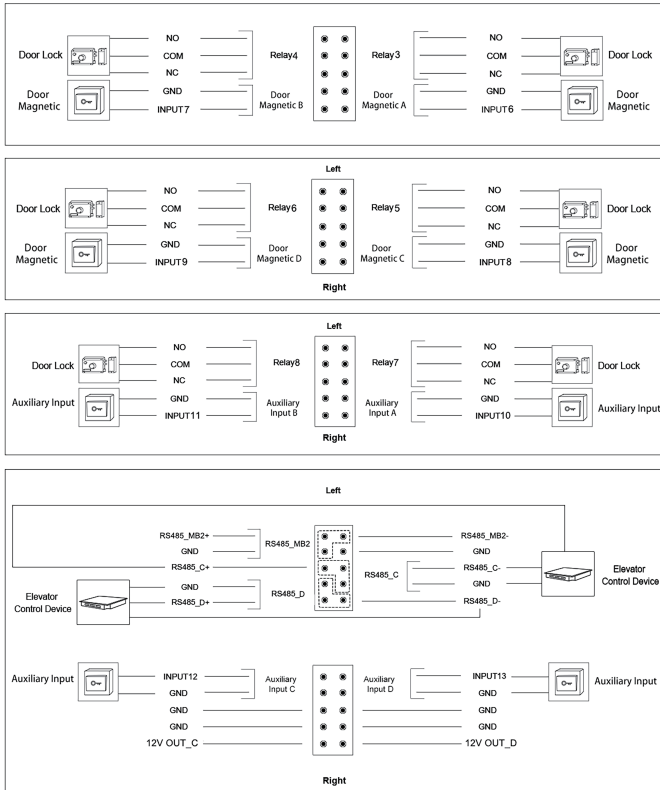 NO
NO
Door Lock
COM
Relay4
Relay3
COM
Door Lock
NC
NC
Door
Magnetic
GND
Door
Magnetic B
Door
Magnetic A
GND
Door
Magnetic
INPUT7
INPUT6
Left
NO
NO
Door Lock
COM
Relay6
Relay5
COM
Door Lock
NC
NC
Door
Magnetic
GND
Door
Magnetic D
Door
Magnetic C
GND
Door
Magnetic
INPUT9
INPUT8
Right
Left
NO
NO
Door Lock
COM
Relay8
Relay7
COM
Door Lock
NC
NC
Auxiliary Input
GND
Auxiliary
Input B
Auxiliary
Input A
GND
Auxiliary Input
INPUT11
INPUT10
Right
Left
RS485_MB2+
RS485_MB2-
GND
RS485_MB2
GND
RS485_C+
RS485_C
RS485_C-
GND
RS485_D
GND
RS485_D+
RS485_D-
Elevator
Control Device
Elevator
Control Device
Auxiliary Input
INPUT12
Auxiliary
Input C
Auxiliary
Input D
INPUT13
Auxiliary Input
GND
GND
GND
GND
GND
GND
12V OUT_C
12V OUT_D
Right